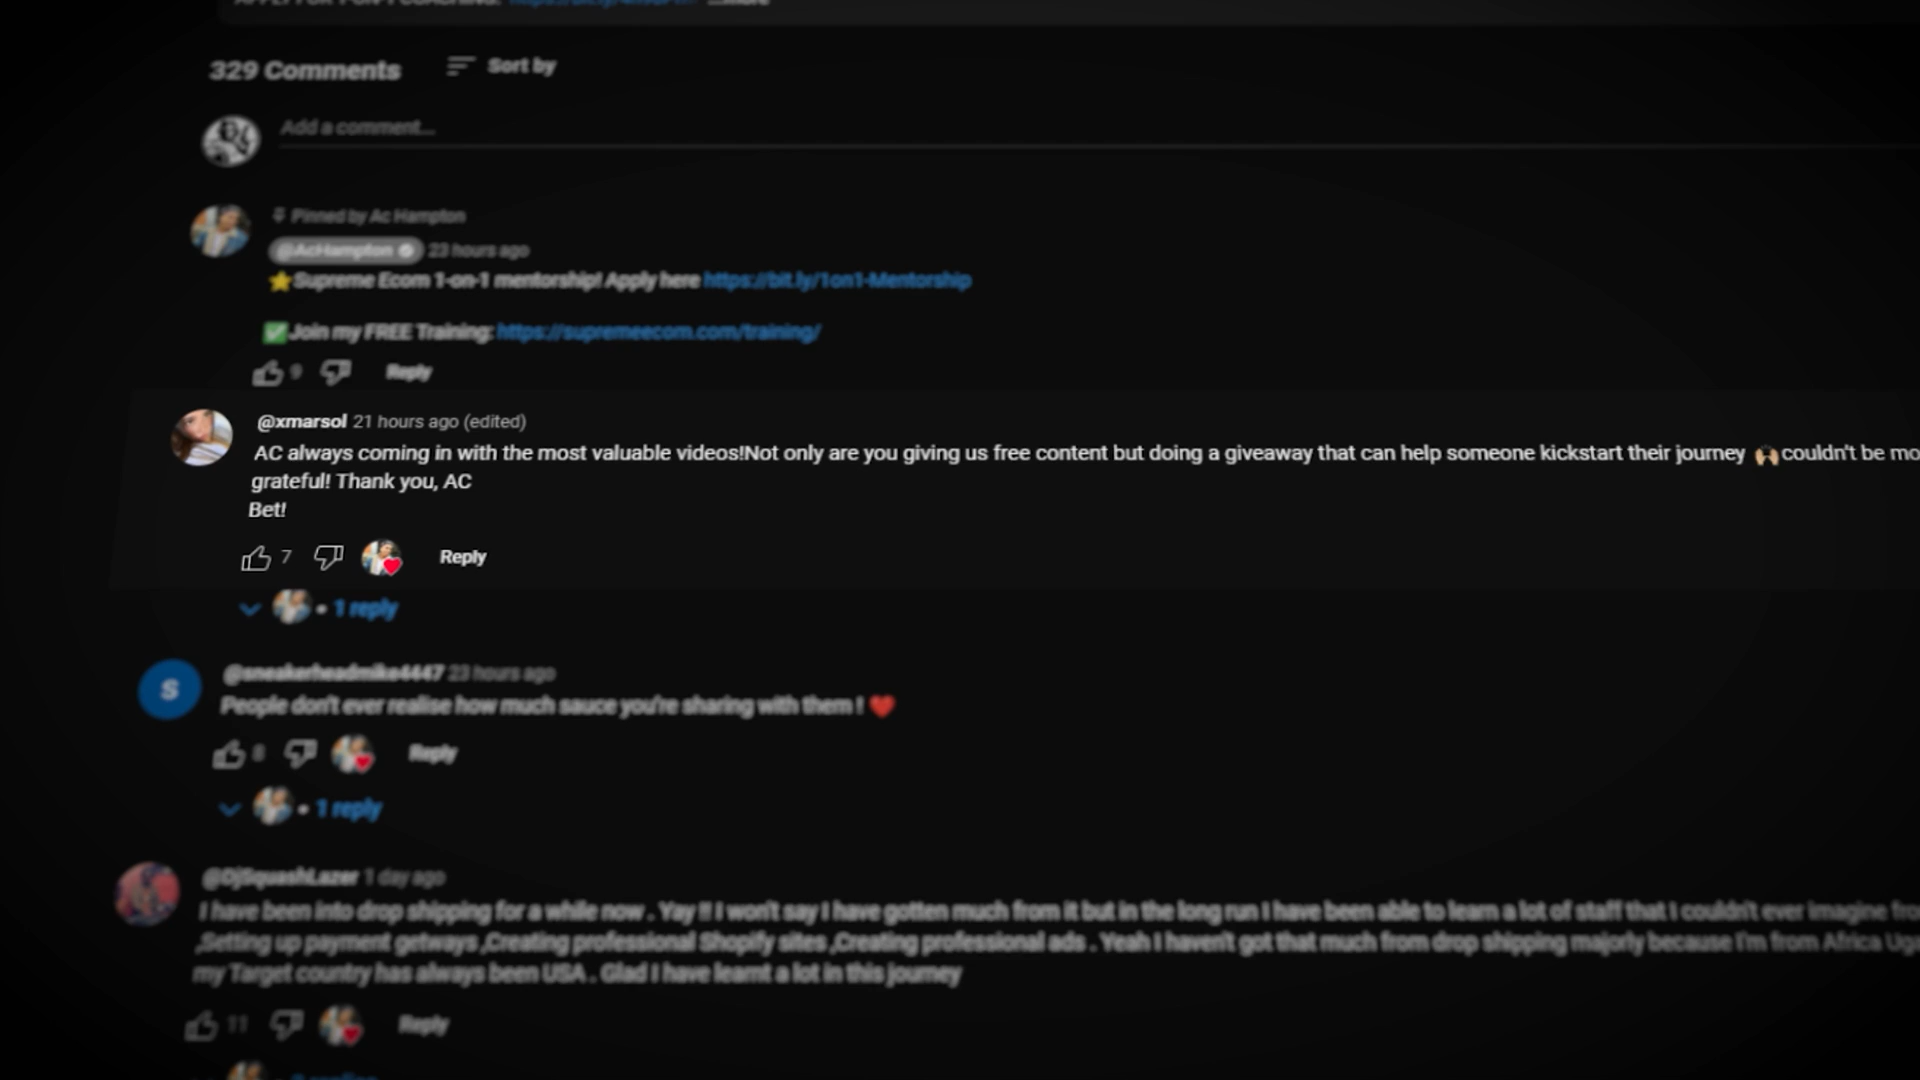 329 Comments
Sort by
Add a comment...
Pinned by Ac Hampton
@AcHampton 23 hours ago
⭐Supreme Ecom 1-on-1 mentorship! Apply here https://bit.ly/1on1-Mentorship
✅Join my FREE Training: https://supremeecom.com/training/
9 Reply
@xmarsol 21 hours ago (edited)
AC always coming in with the most valuable videos!Not only are you giving us free content but doing a giveaway that can help someone kickstart their journey 🙌🏼couldn't be mo
grateful! Thank you, AC
Bet!
7 Reply
• 1 reply
S
@sneakerheadmike4447 23 hours ago
People don't ever realise how much sauce you're sharing with them ! ❤️
8 Reply
• 1 reply
@DjSquashLazer 1 day ago
I have been into drop shipping for a while now . Yay !! I won't say I have gotten much from it but in the long run I have been able to learn a lot of staff that I couldn't ever imagine fro
,Setting up payment getways ,Creating professional Shopify sites ,Creating professional ads . Yeah I haven't got that much from drop shipping majorly because I'm from Africa Uga
my Target country has always been USA . Glad I have learnt a lot in this journey
11 Reply